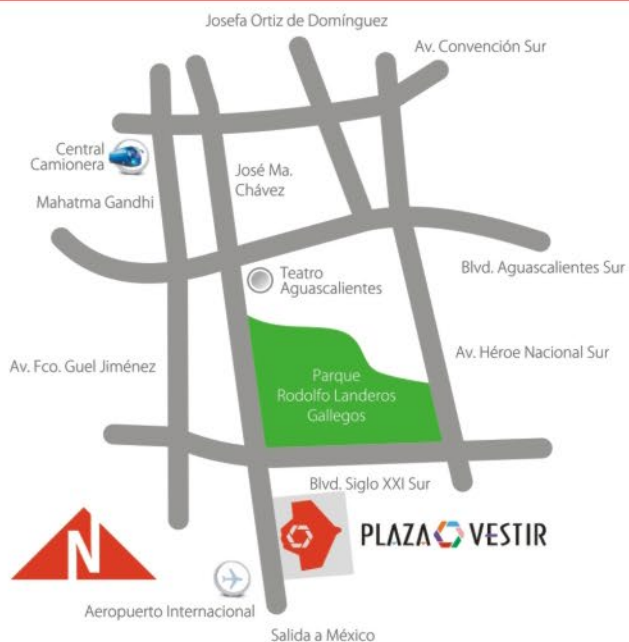 Josefa Ortiz de Domínguez
Av. Convención Sur
Central
Camionera
José Ma.
Chávez
Mahatma Gandhi
Teatro
Aguascalientes
Blvd. Aguascalientes Sur
Av. Fco. Guel Jiménez
Av. Héroe Nacional Sur
Parque
Rodolfo Landeros
Gallegos
Blvd. Siglo XXI Sur
N
PLAZA VESTIR
Aeropuerto Internacional
Salida a México